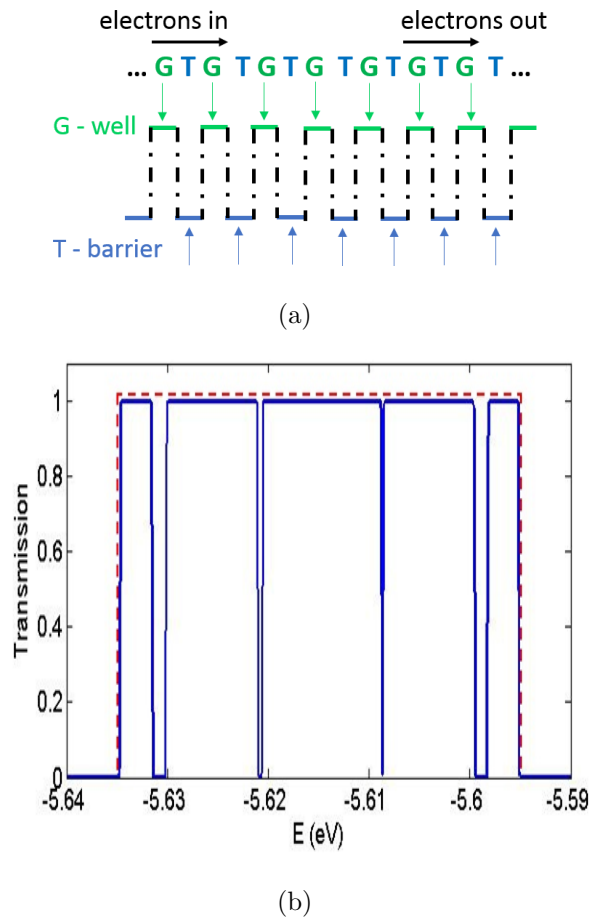 electrons in electrons out
... G T G T G T G T G T G T G T ...
G - well
T - barrier
(a)
1
0.8
0.6
0.4
0.2
0
Transmission
-5.64 -5.63 -5.62 -5.61 -5.6 -5.59
E (eV)
(b)